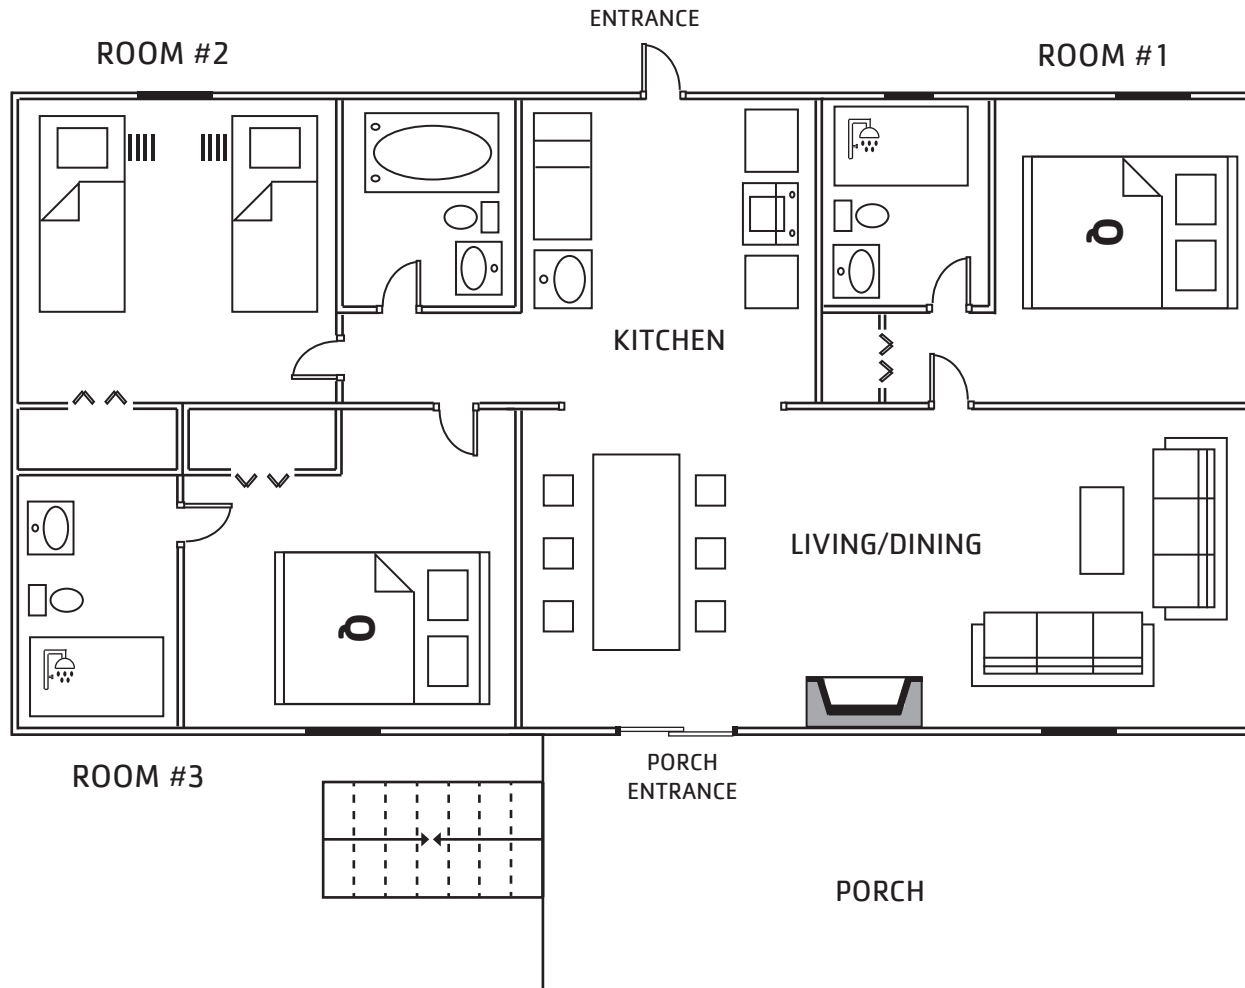 ENTRANCE
ROOM #2
ROOM #1
Q
KITCHEN
LIVING/DINING
Q
ROOM #3
PORCH
ENTRANCE
PORCH